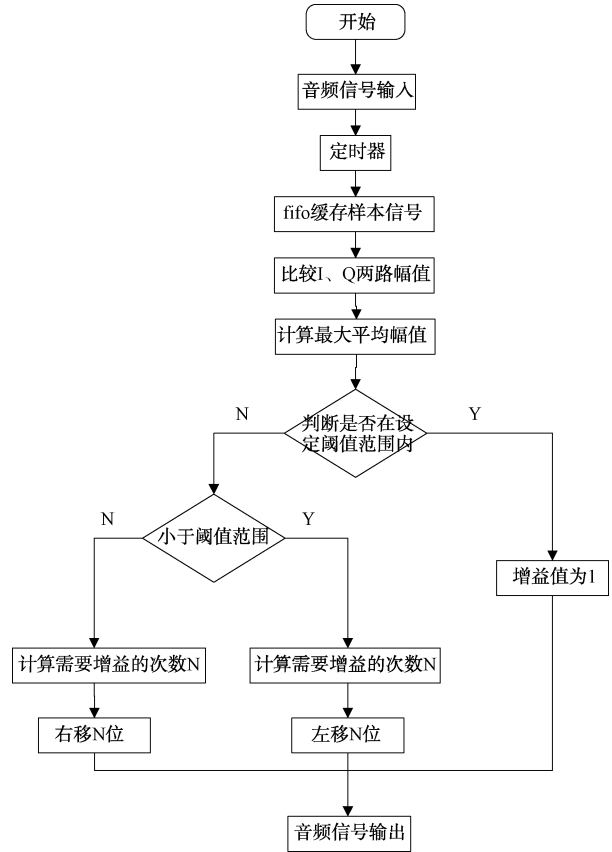 开始
音频信号输入
定时器
fifo缓存样本信号
比较I、Q两路幅值
计算最大平均幅值
N
Y
判断是否在设
定阈值范围内
N
Y
小于阈值范围
增益值为1
计算需要增益的次数N
计算需要增益的次数N
右移N位
左移N位
音频信号输出